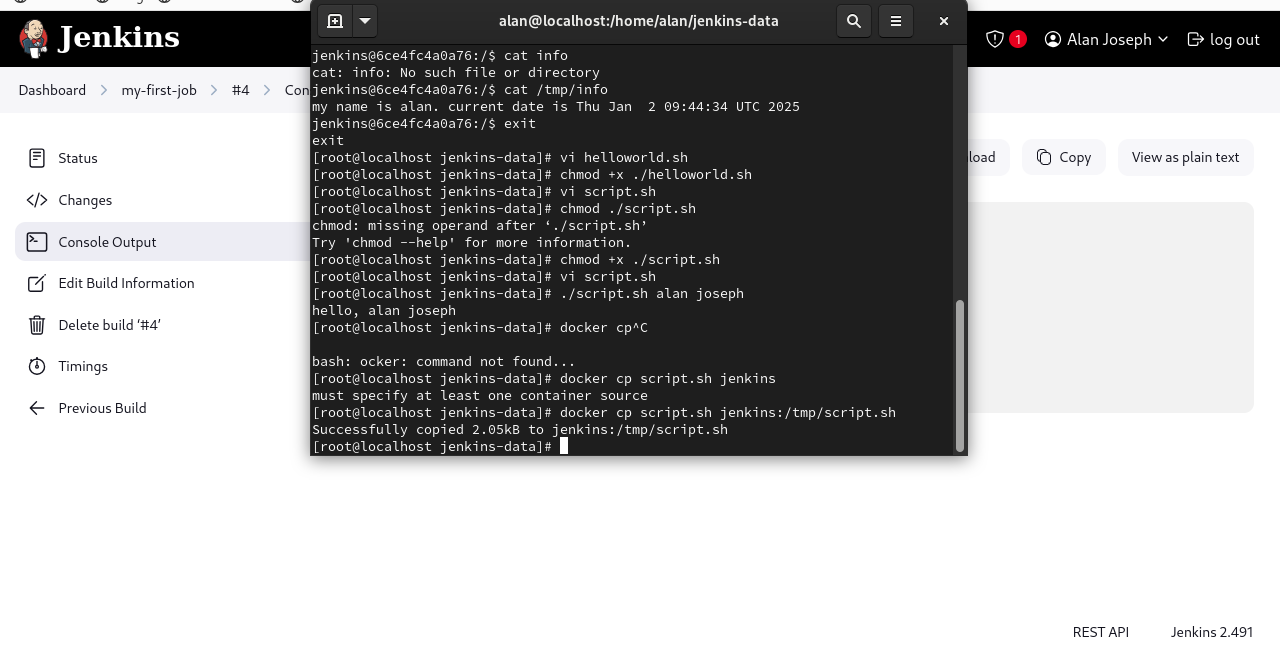 alan@localhost:/home/alan/jenkins-data
Jenkins
1
Alan Joseph
log out
Dashboard
my-first-job
#4
Con
Status
Changes
Console Output
Edit Build Information
Delete build ‘#4’
Timings
Previous Build
jenkins@6ce4fc4a0a76:/$ cat info
cat: info: No such file or directory
jenkins@6ce4fc4a0a76:/$ cat /tmp/info
my name is alan. current date is Thu Jan  2 09:44:34 UTC 2025
jenkins@6ce4fc4a0a76:/$ exit
exit
[root@localhost jenkins-data]# vi helloworld.sh
[root@localhost jenkins-data]# chmod +x ./helloworld.sh
[root@localhost jenkins-data]# vi script.sh
[root@localhost jenkins-data]# chmod ./script.sh
chmod: missing operand after ‘./script.sh’
Try 'chmod --help' for more information.
[root@localhost jenkins-data]# chmod +x ./script.sh
[root@localhost jenkins-data]# vi script.sh
[root@localhost jenkins-data]# ./script.sh alan joseph
hello, alan joseph
[root@localhost jenkins-data]# docker cp^C
bash: ocker: command not found...
[root@localhost jenkins-data]# docker cp script.sh jenkins
must specify at least one container source
[root@localhost jenkins-data]# docker cp script.sh jenkins:/tmp/script.sh
Successfully copied 2.05kB to jenkins:/tmp/script.sh
[root@localhost jenkins-data]#
load
Copy
View as plain text
REST API
Jenkins 2.491